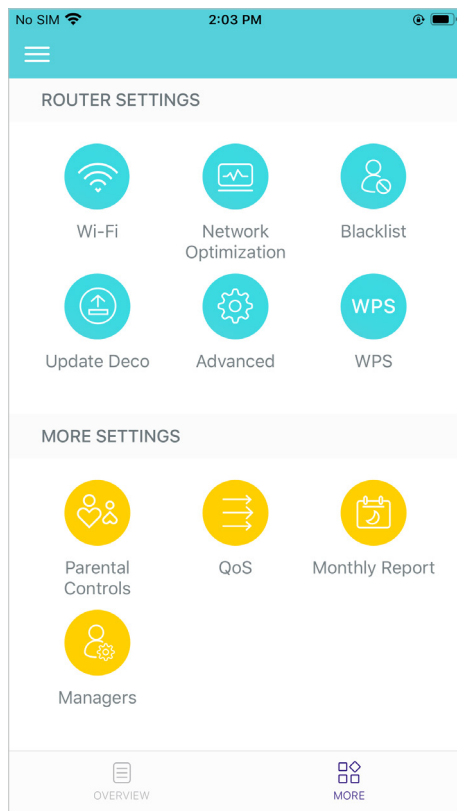 No SIM 2:03 PM
ROUTER SETTINGS
Wi-Fi Network Optimization Blacklist
Update Deco Advanced WPS WPS
MORE SETTINGS
Parental Controls QoS Monthly Report
Managers
OVERVIEW MORE